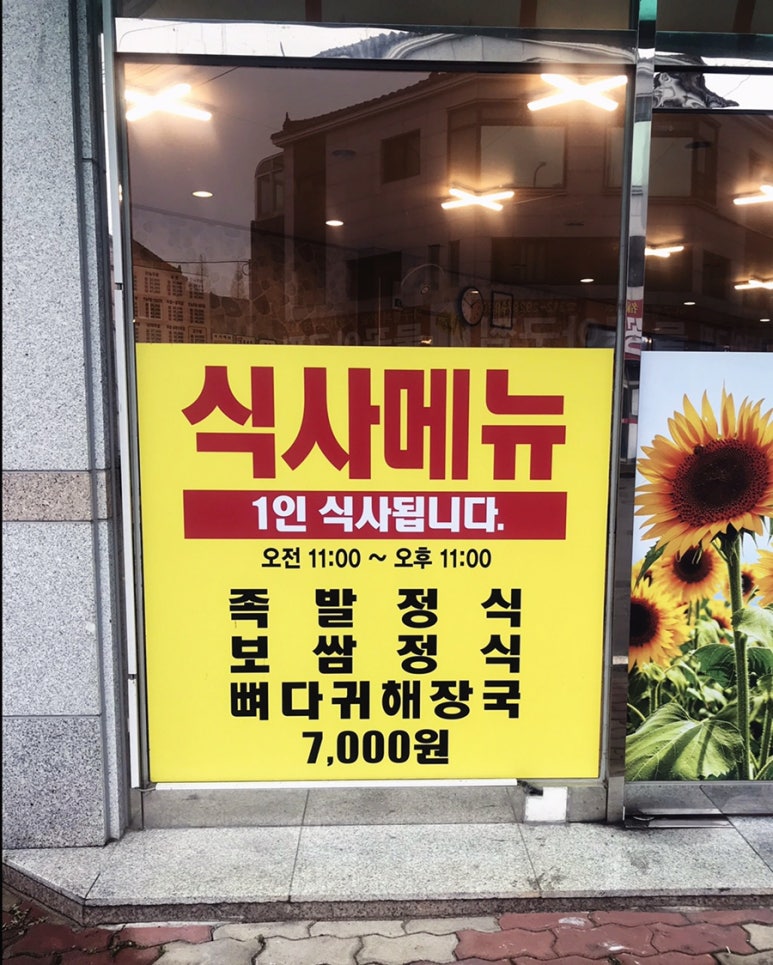 식사메뉴
1인 식사됩니다.
오전 11:00 ~ 오후 11:00
족발정식
보쌈정식
뼈다귀해장국
7,000원